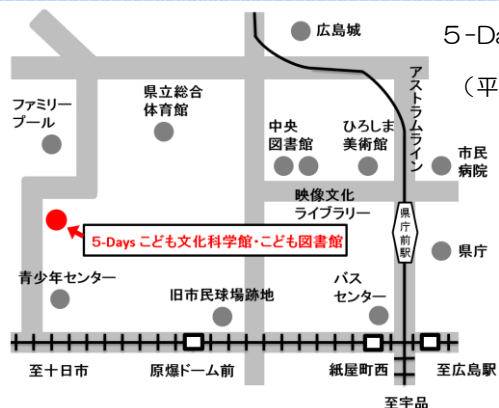 広島城
5-Da
(平
県立総合
体育館
アストラムライン
ファミリー
プール
中央
図書館
ひろしま
美術館
市民
病院
映像文化
ライブラリー
県庁前駅
5-Days こども文化科学館・こども図書館
県庁
青少年センター
旧市民球場跡地
バス
センター
至十日市
原爆ドーム前
紙屋町西
至広島駅
至宇品